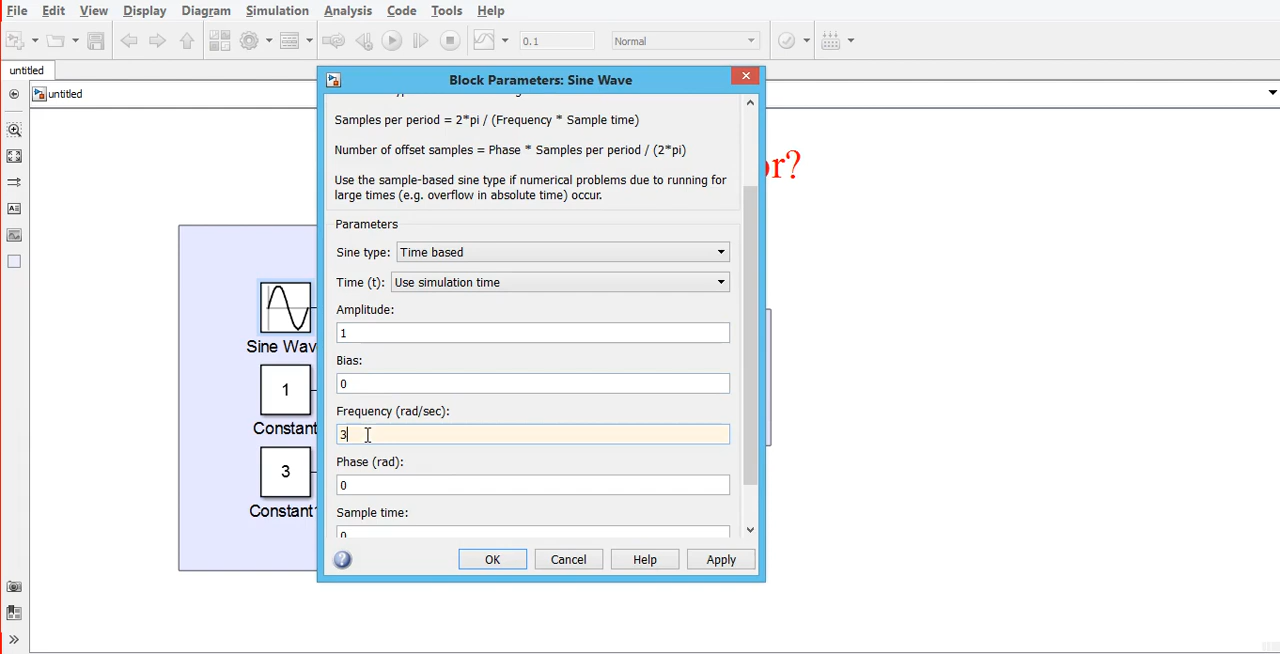 File Edit View Display Diagram Simulation Analysis Code Tools Help
0.1 Normal
untitled
untitled
Block Parameters: Sine Wave
Samples per period = 2*pi / (Frequency * Sample time)
Number of offset samples = Phase * Samples per period / (2*pi)
Use the sample-based sine type if numerical problems due to running for
large times (e.g. overflow in absolute time) occur.
Parameters
Sine type: Time based
Time (t): Use simulation time
Amplitude:
1
Bias:
0
Frequency (rad/sec):
3
Phase (rad):
0
Sample time:
0
OK Cancel Help Apply
or?
Sine Wav
1
Constant
3
Constant